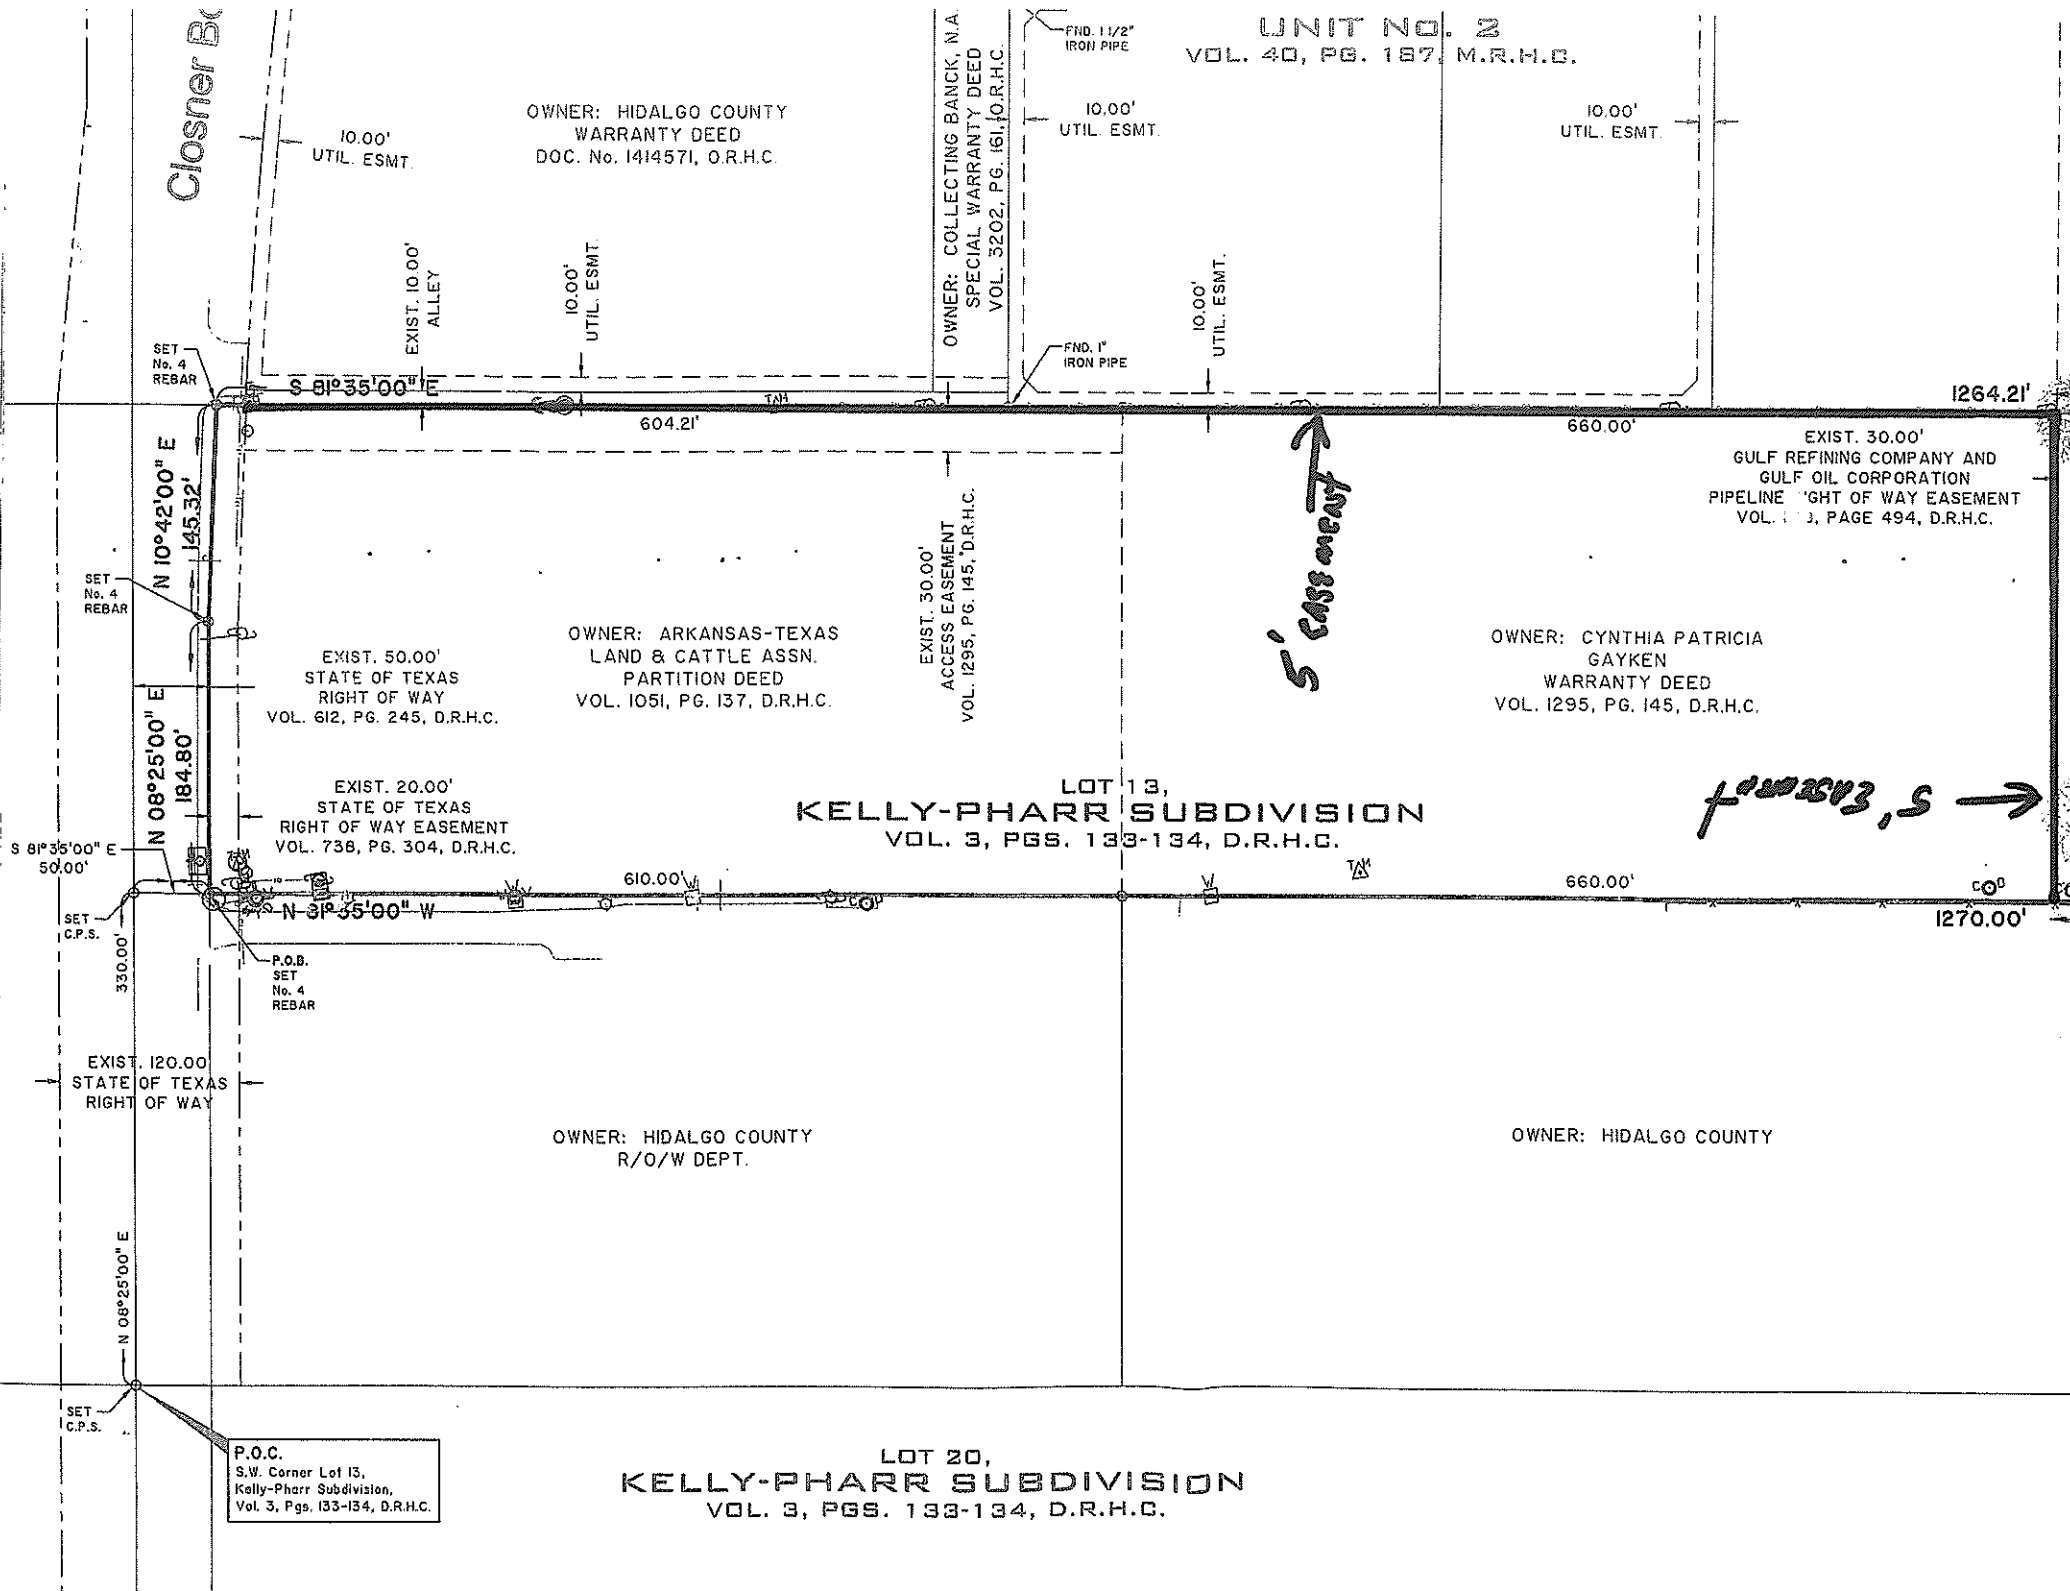 Closner
10.00'
UTIL. ESMT.
OWNER: HIDALGO COUNTY
WARRANTY DEED
DOC. No. 1414571, O.R.H.C.
OWNER: COLLECTING BANCK, N.A.
SPECIAL WARRANTY DEED
VOL. 3202, PG. 161, O.R.H.C.
FND. 1 1/2"
IRON PIPE
UNIT NO. 2
VOL. 40, PG. 187, M.R.H.C.
10.00'
UTIL. ESMT.
10.00'
UTIL. ESMT.
EXIST. 10.00'
ALLEY
10.00'
UTIL. ESMT.
10.00'
UTIL. ESMT.
FND. 1"
IRON PIPE
SET
No. 4
REBAR
S 81°35'00" E
604.21'
660.00'
1264.21'
EXIST. 30.00'
GULF REFINING COMPANY AND
GULF OIL CORPORATION
PIPELINE GHT OF WAY EASEMENT
VOL. PAGE 494, D.R.H.C.
N 10°42'00" E
145.32'
SET
No. 4
REBAR
EXIST. 30.00'
ACCESS EASEMENT
VOL. 1295, PG. 145, D.R.H.C.
5' EASEMENT
EXIST. 50.00'
STATE OF TEXAS
RIGHT OF WAY
VOL. 612, PG. 245, D.R.H.C.
OWNER: ARKANSAS-TEXAS
LAND & CATTLE ASSN.
PARTITION DEED
VOL. 1051, PG. 137, D.R.H.C.
OWNER: CYNTHIA PATRICIA
GAYKEN
WARRANTY DEED
VOL. 1295, PG. 145, D.R.H.C.
N 08°25'00" E
184.80'
EXIST. 20.00'
STATE OF TEXAS
RIGHT OF WAY EASEMENT
VOL. 738, PG. 304, D.R.H.C.
LOT 13,
KELLY-PHARR SUBDIVISION
VOL. 3, PGS. 133-134, D.R.H.C.
5' Easement
S 81°35'00" E
50.00'
610.00'
660.00'
N 81°35'00" W
1270.00'
SET
C.P.S.
330.00'
P.O.B.
SET
No. 4
REBAR
EXIST. 120.00
STATE OF TEXAS
RIGHT OF WAY
OWNER: HIDALGO COUNTY
R/O/W DEPT.
OWNER: HIDALGO COUNTY
N 08°25'00" E
SET
C.P.S.
P.O.C.
S.W. Corner Lot 13,
Kelly-Pharr Subdivision,
Vol. 3, Pgs. 133-134, D.R.H.C.
LOT 20,
KELLY-PHARR SUBDIVISION
VOL. 3, PGS. 133-134, D.R.H.C.